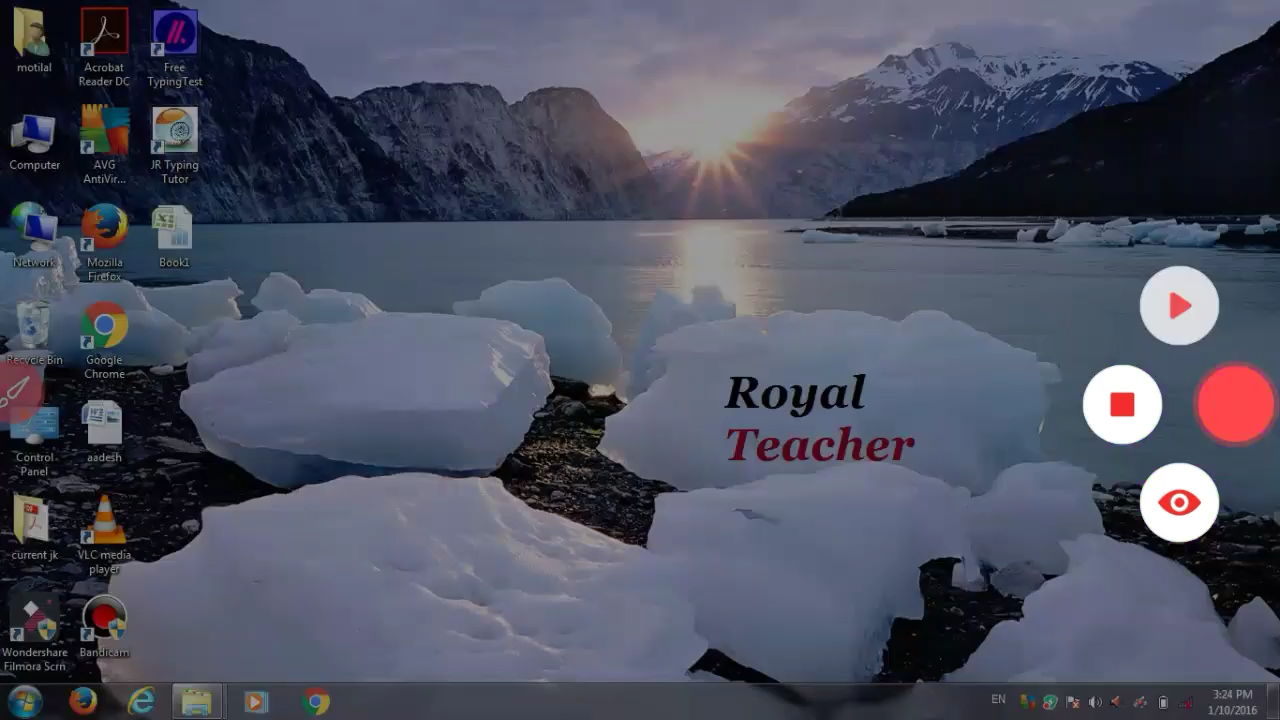 motilal
Acrobat
Reader DC
Free
TypingTest
Computer
AVG
AntiVir...
JR Typing
Tutor
Network
Mozilla
Firefox
Book1
Recycle Bin
Google
Chrome
Control
Panel
aadesh
current jk
VLC media
player
Wondershare
Filmora Scrn
Bandicam
Royal
Teacher
EN
3:24 PM
1/10/2016